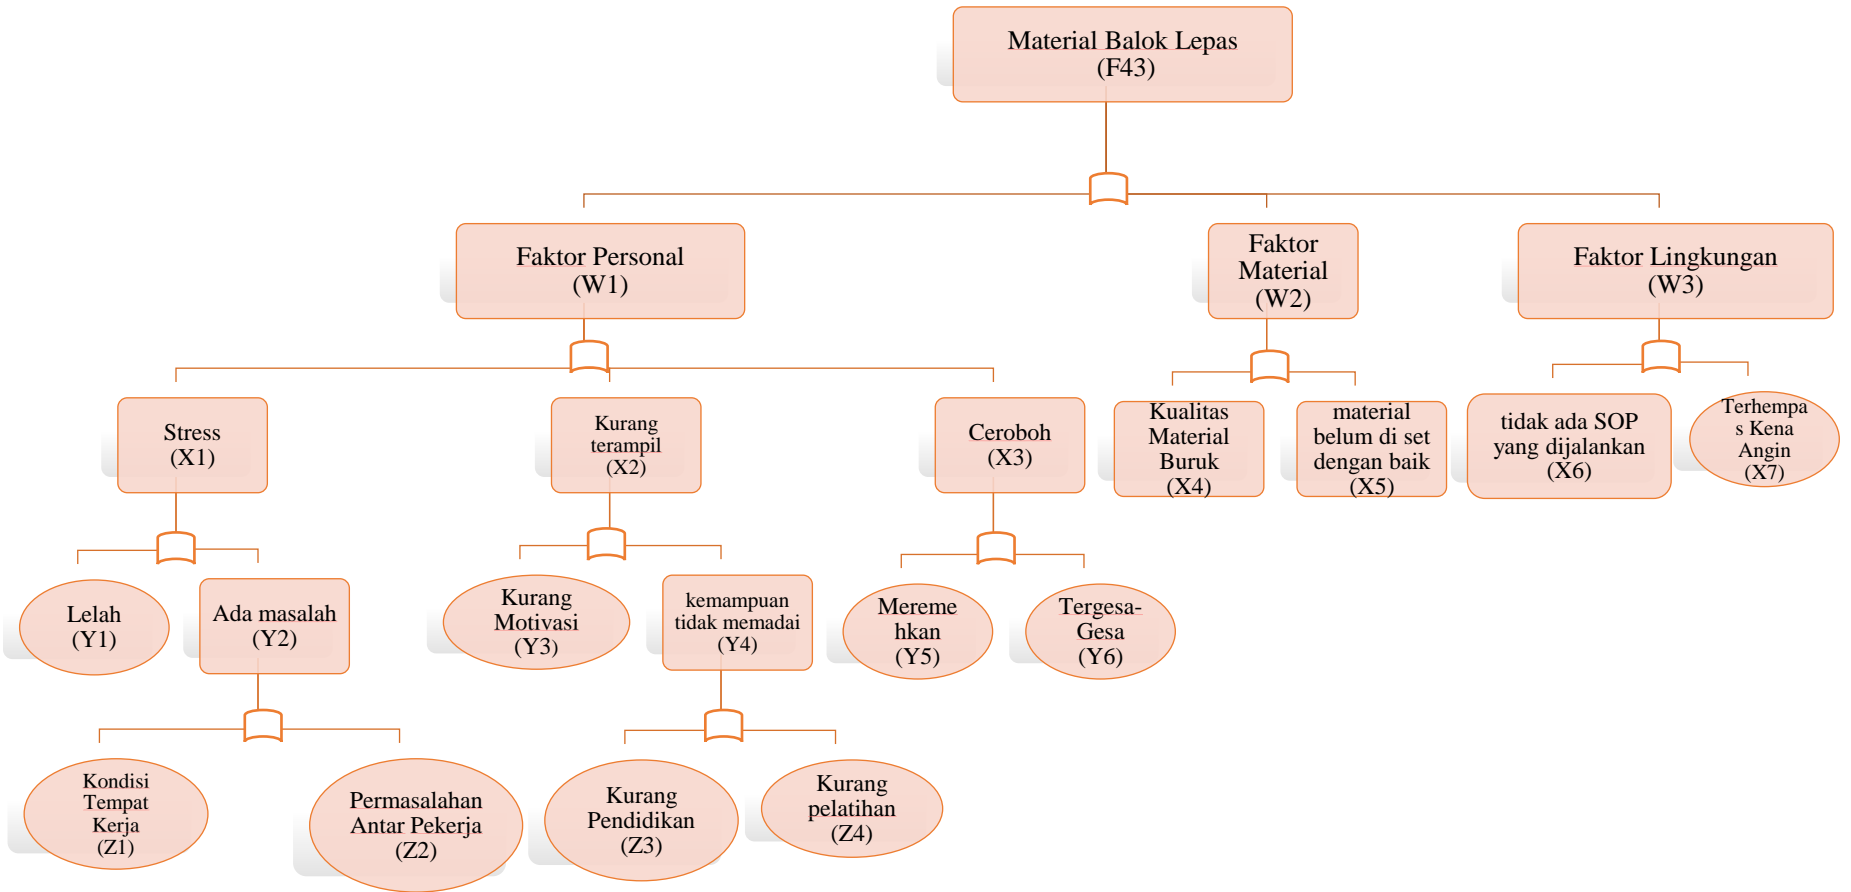 Material Balok Lepas
(F43)
Faktor Personal
(W1)
Faktor
Material
(W2)
Faktor Lingkungan
(W3)
Stress
(X1)
Kurang
terampil
(X2)
Ceroboh
(X3)
Kualitas
Material
Buruk
(X4)
material
belum di set
dengan baik
(X5)
tidak ada SOP
yang dijalankan
(X6)
Terhempa
s Kena
Angin
(X7)
Lelah
(Y1)
Ada masalah
(Y2)
Kurang
Motivasi
(Y3)
kemampuan
tidak memadai
(Y4)
Mereme
hkan
(Y5)
Tergesa-
Gesa
(Y6)
Kondisi
Tempat
Kerja
(Z1)
Permasalahan
Antar Pekerja
(Z2)
Kurang
Pendidikan
(Z3)
Kurang
pelatihan
(Z4)